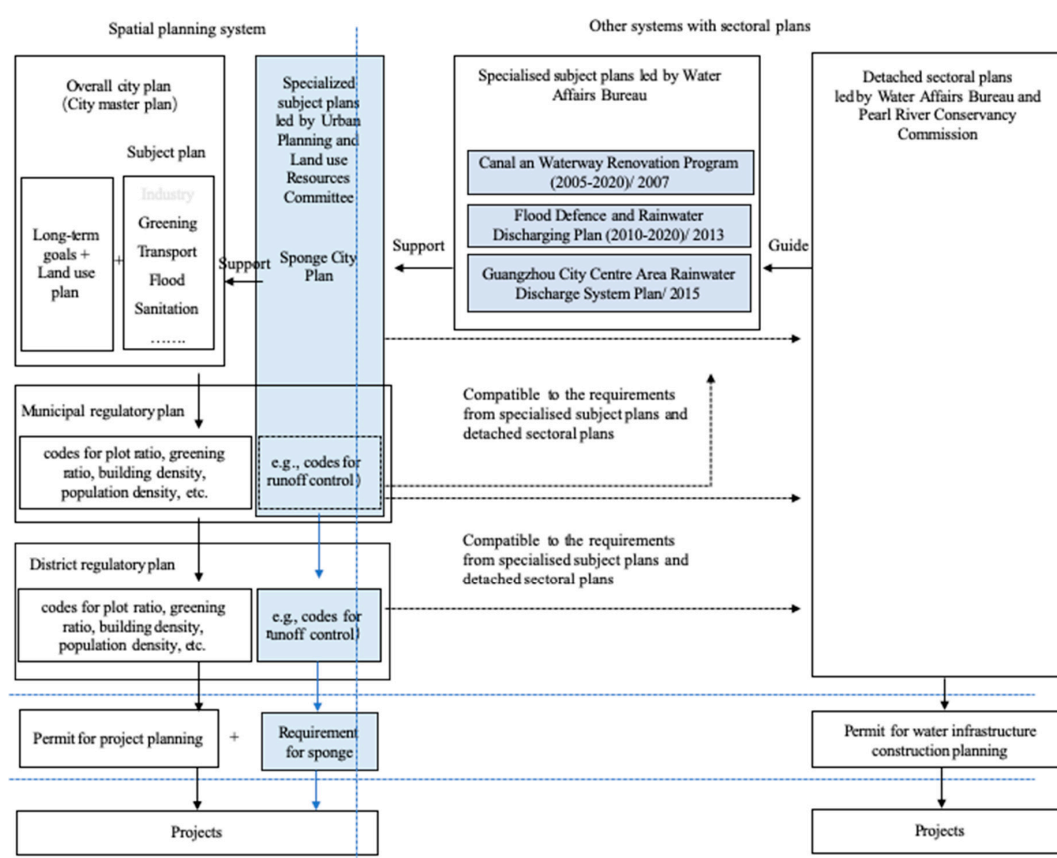 Spatial planning system
Other systems with sectoral plans
Overall city plan
(City master plan)
Subject plan
Long-term
goals +
Land use
plan
+
Industry
Greening
Transport
Flood
Sanitation
.......
Support
Specialized
subject plans
led by Urban
Planning and
Land use
Resources
Committee
Sponge City
Plan
Support
Specialised subject plans led by Water
Affairs Bureau
Canal an Waterway Renovation Program
(2005-2020)/ 2007
Flood Defence and Rainwater
Discharging Plan (2010-2020)/ 2013
Guangzhou City Centre Area Rainwater
Discharge System Plan/ 2015
Guide
Detached sectoral plans
led by Water Affairs Bureau and
Pearl River Conservancy
Commission
Municipal regulatory plan
codes for plot ratio, greening
ratio, building density,
population density, etc.
e.g., codes for
runoff control)
Compatible to the requirements
from specialised subject plans and
detached sectoral plans
District regulatory plan
codes for plot ratio, greening
ratio, building density,
population density, etc.
e.g., codes for
runoff control)
Compatible to the requirements
from specialised subject plans and
detached sectoral plans
Permit for project planning
+
Requirement
for sponge
Permit for water infrastructure
construction planning
Projects
Projects